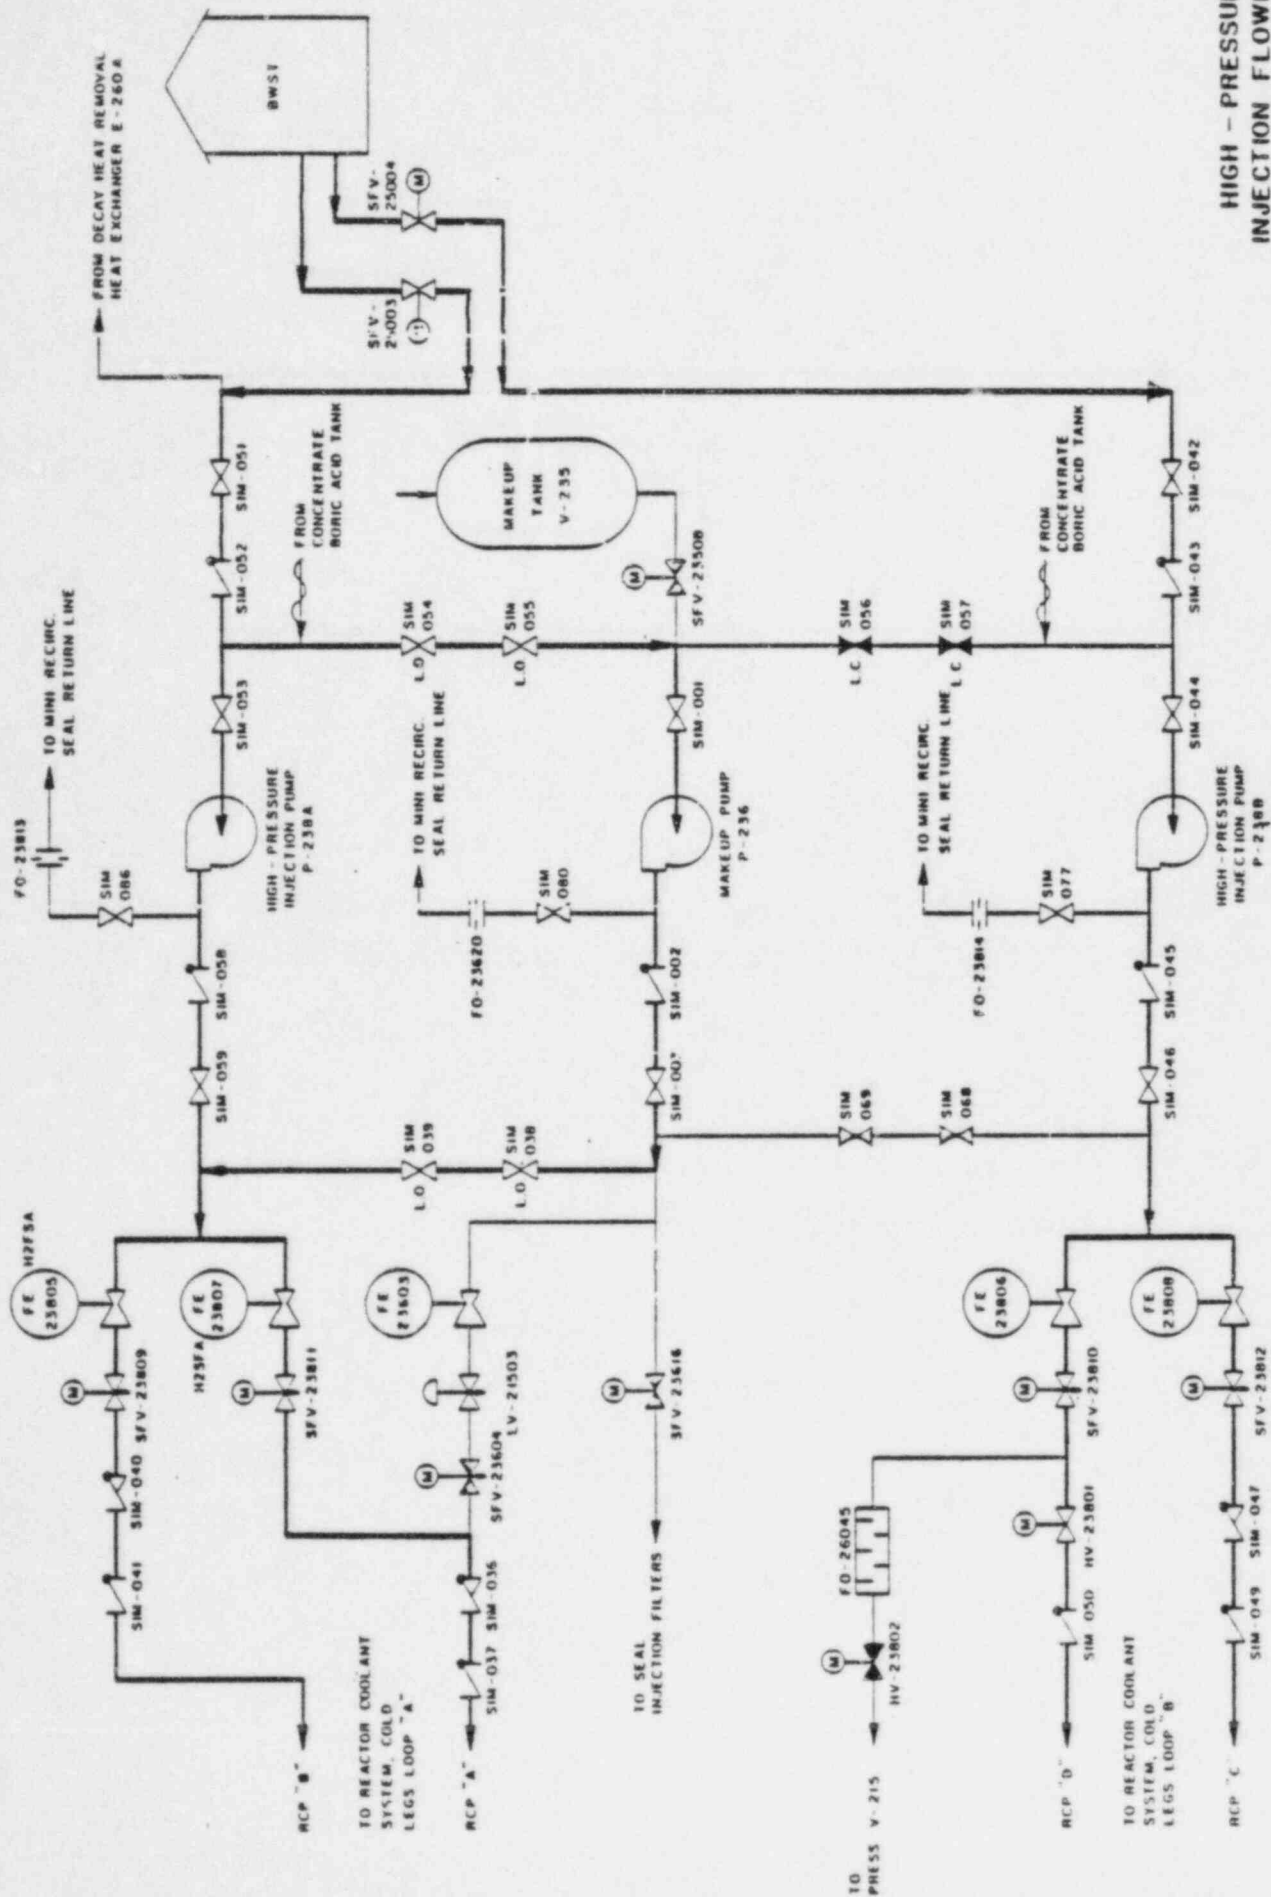 HIGH - PRESSU
INJECTION FLOW
FROM DECAY HEAT REMOVAL
HEAT EXCHANGER E-260A
BWST
SFV-
25004
M
SFV-
25003
SIM-051
SIM-052
FROM
CONCENTRATE
BORIC ACID TANK
MAKEUP
TANK
V-235
M
SFV-23508
SIM
054
L.O
SIM
055
L.O
SIM
056
L C
SIM
057
L C
FROM
CONCENTRATE
BORIC ACID TANK
SIM-042
SIM-043
SIM-053
SIM-001
SIM-044
FO-23813
TO MINI RECIRC.
SEAL RETURN LINE
SIM
086
HIGH-PRESSURE
INJECTION PUMP
P-238A
TO MINI RECIRC.
SEAL RETURN LINE
FO-23620
SIM
080
MAKEUP PUMP
P-236
TO MINI RECIRC
SEAL RETURN LINE
FO-23814
SIM
077
HIGH-PRESSURE
INJECTION PUMP
P-238B
SIM-058
SIM-002
SIM-045
SIM-059
SIM-046
SIM
039
L.O
SIM
038
L.O
SIM
069
SIM
068
FE
23805
H2FSA
FE
23807
H2SFA
FE
23603
FE
23806
FE
23808
M
SFV-23809
M
SFV-23811
LV-21503
M
SFV-23616
M
SFV-23810
M
SFV-23812
SIM-040
M
SFV-23604
SIM-041
SIM-036
SIM-037
FO-26045
M
HV-23801
SIM-047
SIM 050
SIM-049
M
HV-23802
RCP "B"
TO REACTOR COOLANT
SYSTEM, COLD
LEGS LOOP "A"
RCP "A"
TO SEAL
INJECTION FILTERS
TO
PRESS V-215
RCP "D"
TO REACTOR COOLANT
SYSTEM, COLD
LEGS LOOP "B"
RCP "C"